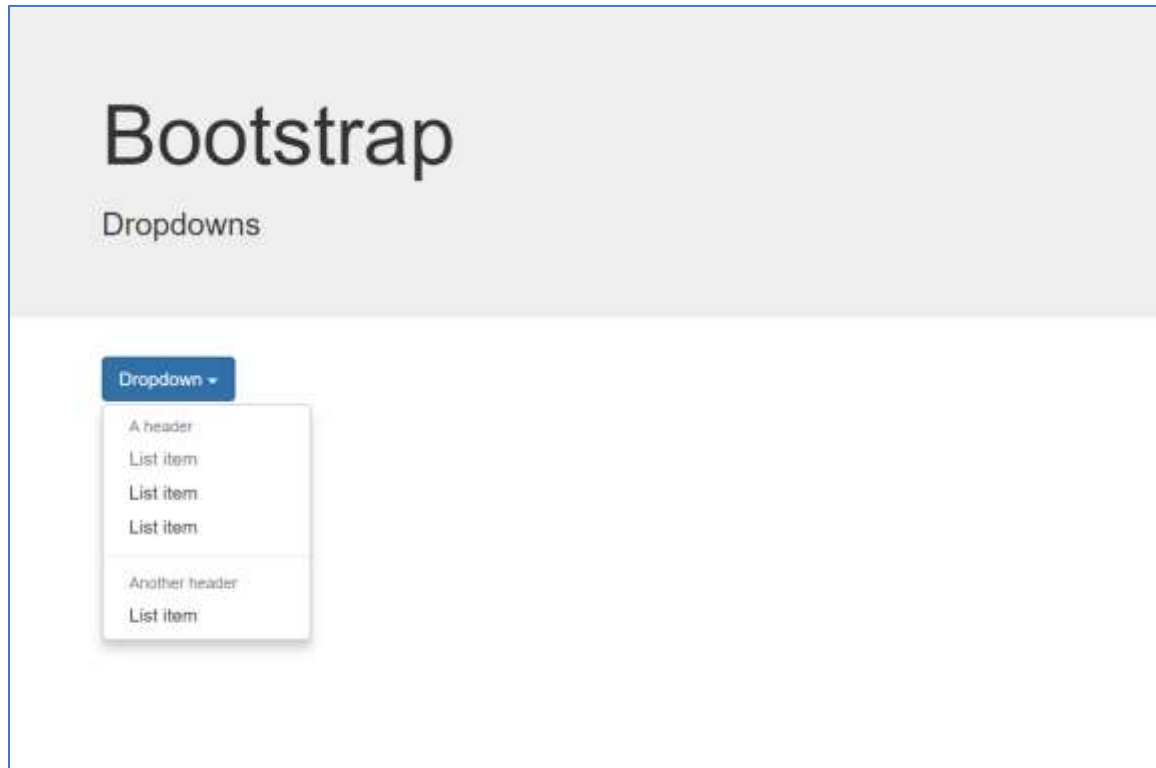 Bootstrap
Dropdowns
Dropdown
A header
List item
List item
List item
Another header
List item